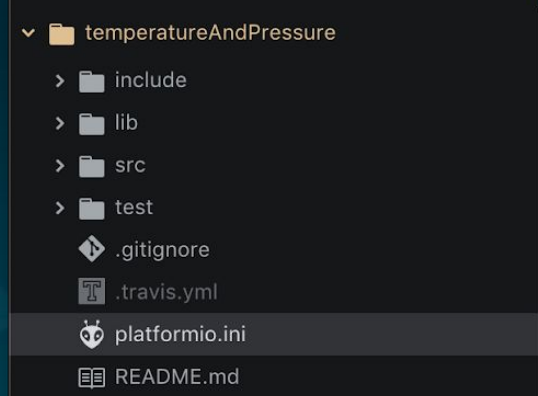 temperatureAndPressure
include
lib
src
test
.gitignore
.travis.yml
platformio.ini
README.md